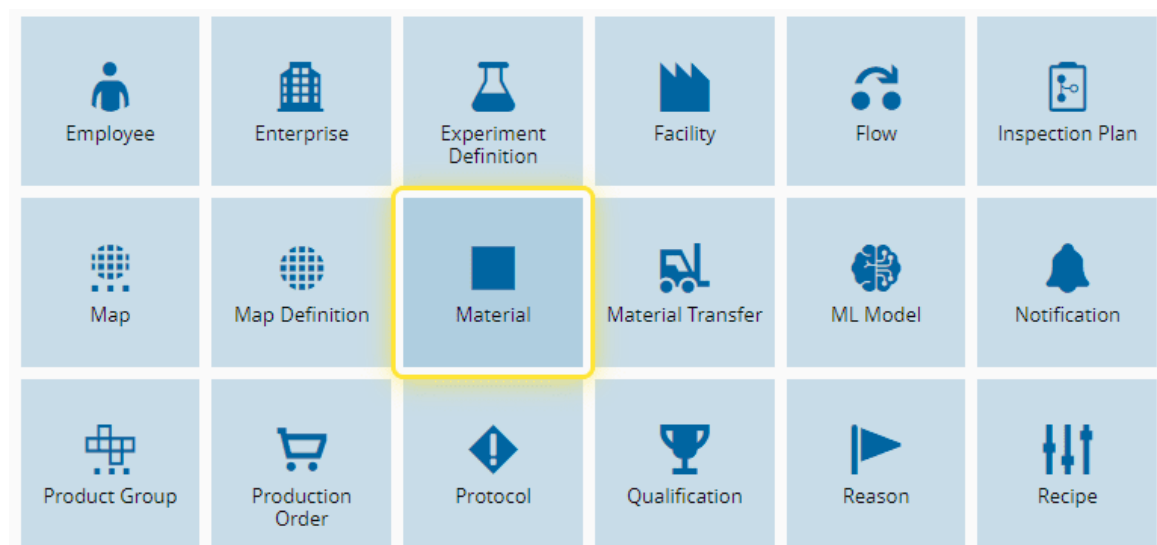 Employee
Enterprise
Experiment
Definition
Facility
Flow
Inspection Plan
Map
Map Definition
Material
Material Transfer
ML Model
Notification
Product Group
Production
Order
Protocol
Qualification
Reason
Recipe